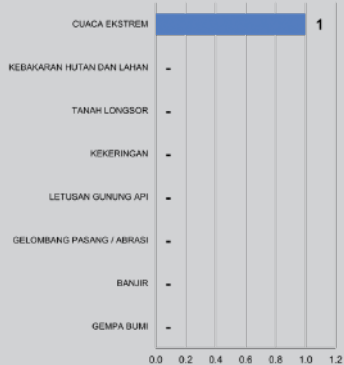 CUACA EKSTREM 1
KEBAKARAN HUTAN DAN LAHAN -
TANAH LONGSOR -
KEKERINGAN -
LETUSAN GUNUNG API -
GELOMBANG PASANG / ABRASI -
BANJIR -
GEMPA BUMI -
0.0 0.2 0.4 0.6 0.8 1.0 1.2